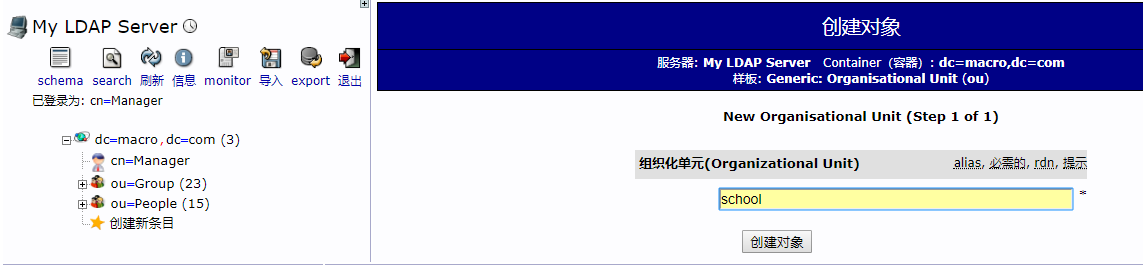 My LDAP Server
schema search 刷新 信息 monitor 导入 export 退出
已登录为: cn=Manager
dc=macro,dc=com (3)
cn=Manager
ou=Group (23)
ou=People (15)
创建新条目
创建对象
服务器: My LDAP Server Container (容器) : dc=macro,dc=com
样板: Generic: Organisational Unit (ou)
New Organisational Unit (Step 1 of 1)
组织化单元(Organizational Unit) alias, 必需的, rdn, 提示
school *
创建对象